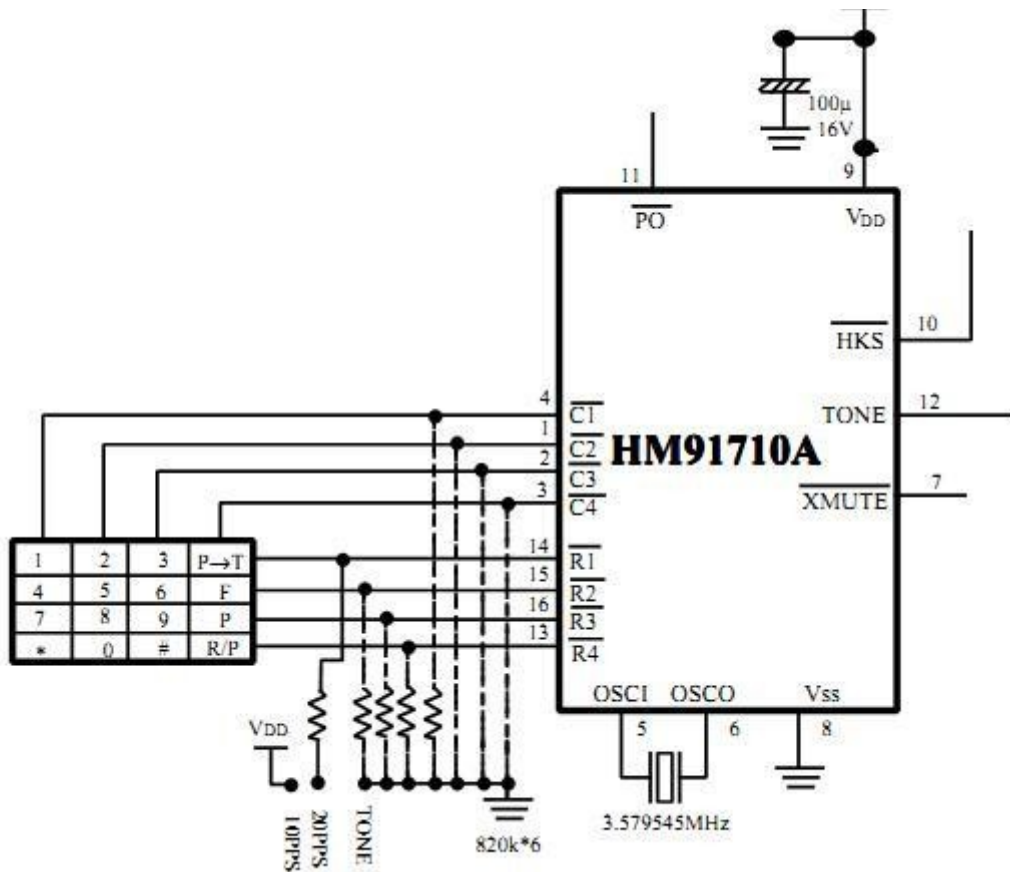 100μ
16V
11
9
PO
VDD
10
HKS
4
C1
TONE
12
1
C2
HM91710A
2
C3
3
C4
XMUTE
7
1 2 3 P→T
14
R1
4 5 6 F
15
R2
7 8 9 P
16
R3
* 0 # R/P
13
R4
OSCI OSCO Vss
5 6 8
VDD
3.579545MHz
820k*6
10PPS
20PPS
TONE